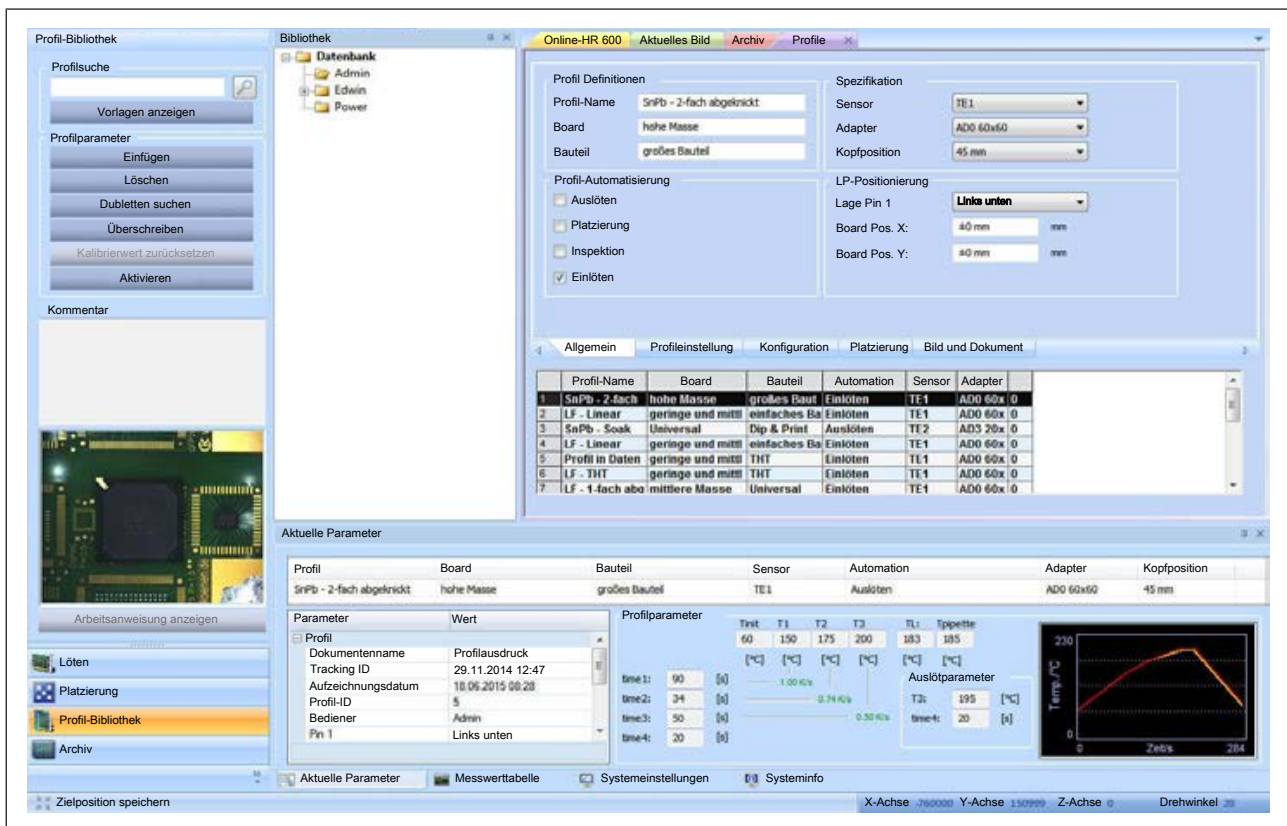 Profil-Bibliothek
Profilsuche
Vorlagen anzeigen
Profilparameter
Einfügen
Löschen
Dubletten suchen
Überschreiben
Kalibrierwert zurücksetzen
Aktivieren
Kommentar
Arbeitsanweisung anzeigen
Löten
Platzierung
Profil-Bibliothek
Archiv
Bibliothek
Datenbank
Admin
Edwin
Power
Online-HR 600 Aktuelles Bild Archiv Profile
Profil Definitionen
Profil-Name SnPb - 2-fach abgeknickt
Board hohe Masse
Bauteil großes Bauteil
Spezifikation
Sensor TE1
Adapter AD0 60x60
Kopfposition 45 mm
Profil-Automatisierung
Auslöten
Platzierung
Inspektion
Einlöten
LP-Positionierung
Lage Pin 1 Links unten
Board Pos. X: ±0 mm mm
Board Pos. Y: ±0 mm mm
Allgemein Profileinstellung Konfiguration Platzierung Bild und Dokument
Profil-Name Board Bauteil Automation Sensor Adapter
1 SnPb - 2-fach hohe Masse großes Baut Einlöten TE1 AD0 60x 0
2 LF - Linear geringe und mittl einfaches Ba Einlöten TE1 AD0 60x 0
3 SnPb - Soak Universal Dip & Print Auslöten TE2 AD3 20x 0
4 LF - Linear geringe und mittl einfaches Ba Einlöten TE1 AD0 60x 0
5 Profil in Daten geringe und mittl THT Einlöten TE1 AD0 60x 0
6 LF - THT geringe und mittl THT Einlöten TE1 AD0 60x 0
7 LF - 1-fach abg mittlere Masse Universal Einlöten TE1 AD0 60x 0
Aktuelle Parameter
Profil Board Bauteil Sensor Automation Adapter Kopfposition
SnPb - 2-fach abgeknickt hohe Masse großes Bauteil TE1 Auslöten AD0 60x60 45 mm
Parameter Wert
Profil
Dokumentenname Profilausdruck
Tracking ID 29.11.2014 12:47
Aufzeichnungsdatum 18.06.2015 08:28
Profil-ID 5
Bediener Admin
Pin 1 Links unten
Profilparameter
Tinit T1 T2 T3 TL: Tpipette
60 150 175 200 183 185
[°C] [°C] [°C] [°C] [°C] [°C]
time1: 90 [s] 1.00 K/s
time2: 34 [s] 0.74 K/s
time3: 50 [s] 0.50 K/s
time4: 20 [s]
Auslötparameter
T3: 195 [°C]
time4: 20 [s]
230
Temp./°C
0
0 Zeit/s 284
Aktuelle Parameter Messwerttabelle Systemeinstellungen Systeminfo
Zielposition speichern X-Achse -760000 Y-Achse 150999 Z-Achse 0 Drehwinkel 20